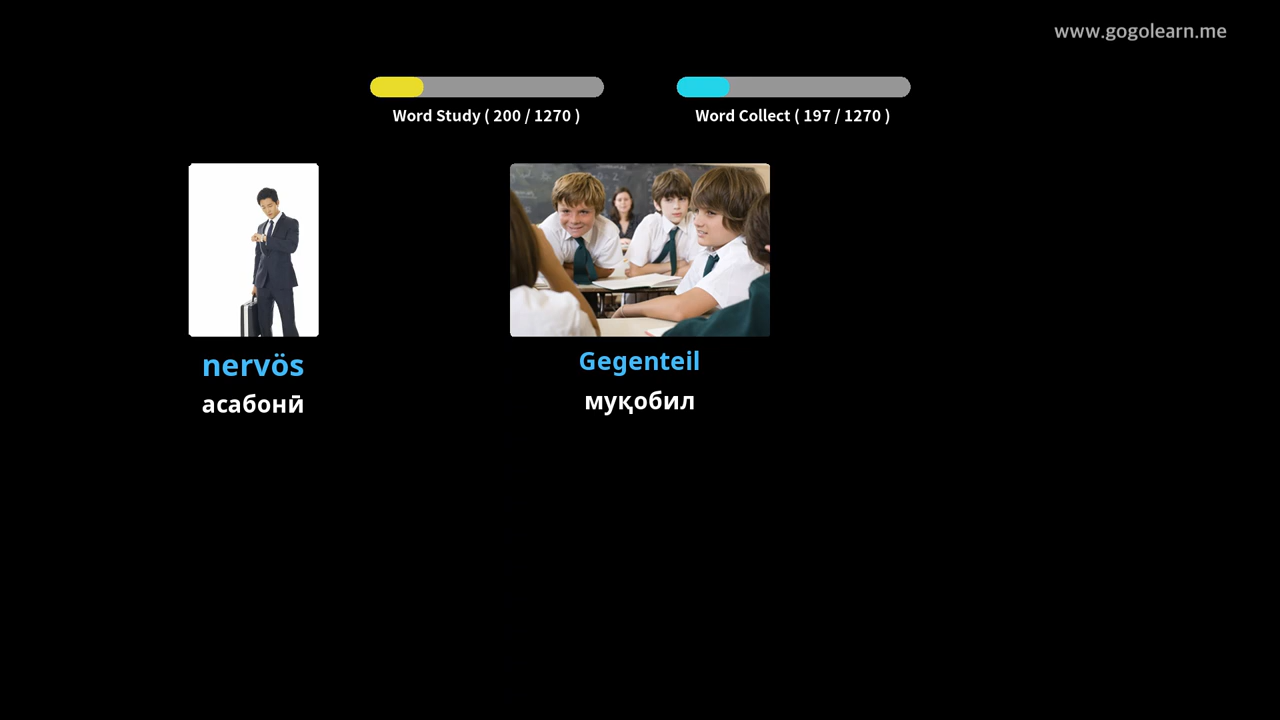 www.gogolearn.me
Word Study ( 200 / 1270 )
Word Collect ( 197 / 1270 )
nervös
асабонӣ
Gegenteil
муқобил